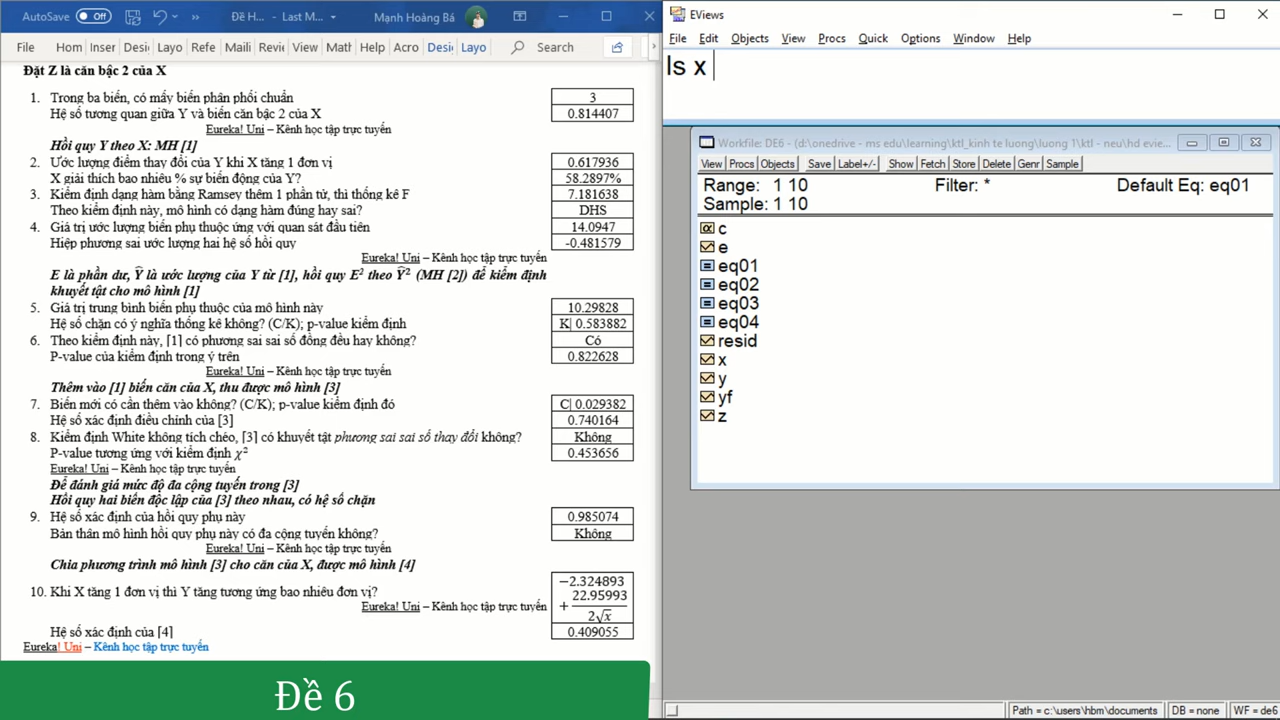 AutoSave Off Đề H... - Last M... Mạnh Hoàng Bá
File Hom Inser Desi Layo Refe Maili Revi View Math Help Acro Desi Layo Search
Đặt Z là căn bậc 2 của X
1. Trong ba biến, có mấy biến phân phối chuẩn 3
Hệ số tương quan giữa Y và biến căn bậc 2 của X 0.814407
Eureka! Uni – Kênh học tập trực tuyến
Hồi quy Y theo X: MH [1]
2. Ước lượng điểm thay đổi của Y khi X tăng 1 đơn vị 0.617936
X giải thích bao nhiêu % sự biến động của Y? 58.2897%
3. Kiểm định dạng hàm bằng Ramsey thêm 1 phần tử, thì thống kê F 7.181638
Theo kiểm định này, mô hình có dạng hàm đúng hay sai? DHS
4. Giá trị ước lượng biến phụ thuộc ứng với quan sát đầu tiên 14.0947
Hiệp phương sai ước lượng hai hệ số hồi quy -0.481579
Eureka! Uni – Kênh học tập trực tuyến
E là phần dư, Ŷ là ước lượng của Y từ [1], hồi quy E² theo Ŷ² (MH [2]) để kiểm định
khuyết tật cho mô hình [1]
5. Giá trị trung bình biến phụ thuộc của mô hình này 10.29828
Hệ số chặn có ý nghĩa thống kê không? (C/K); p-value kiểm định K| 0.583882
6. Theo kiểm định này, [1] có phương sai sai số đồng đều hay không? Có
P-value của kiểm định trong ý trên 0.822628
Eureka! Uni – Kênh học tập trực tuyến
Thêm vào [1] biến căn của X, thu được mô hình [3]
7. Biến mới có cần thêm vào không? (C/K); p-value kiểm định đó C| 0.029382
Hệ số xác định điều chỉnh của [3] 0.740164
8. Kiểm định White không tích chéo, [3] có khuyết tật phương sai sai số thay đổi không? Không
P-value tương ứng với kiểm định χ² 0.453656
Eureka! Uni – Kênh học tập trực tuyến
Để đánh giá mức độ đa cộng tuyến trong [3]
Hồi quy hai biến độc lập của [3] theo nhau, có hệ số chặn
9. Hệ số xác định của hồi quy phụ này 0.985074
Bản thân mô hình hồi quy phụ này có đa cộng tuyến không? Không
Eureka! Uni – Kênh học tập trực tuyến
Chia phương trình mô hình [3] cho căn của X, được mô hình [4]
10. Khi X tăng 1 đơn vị thì Y tăng tương ứng bao nhiêu đơn vị? −2.324893 + 22.95993 / 2√x
Eureka! Uni – Kênh học tập trực tuyến
Hệ số xác định của [4] 0.409055
Eureka! Uni – Kênh học tập trực tuyến
Đề 6
EViews
File Edit Objects View Procs Quick Options Window Help
ls x
Workfile: DE6 - (d:\onedrive - ms edu\learning\ktl_kinh te luong\luong 1\ktl - neu\hd eview...
View Procs Objects Save Label+/- Show Fetch Store Delete Genr Sample
Range: 1 10 Filter: * Default Eq: eq01
Sample: 1 10
c
e
eq01
eq02
eq03
eq04
resid
x
y
yf
z
Path = c:\users\hbm\documents DB = none WF = de6